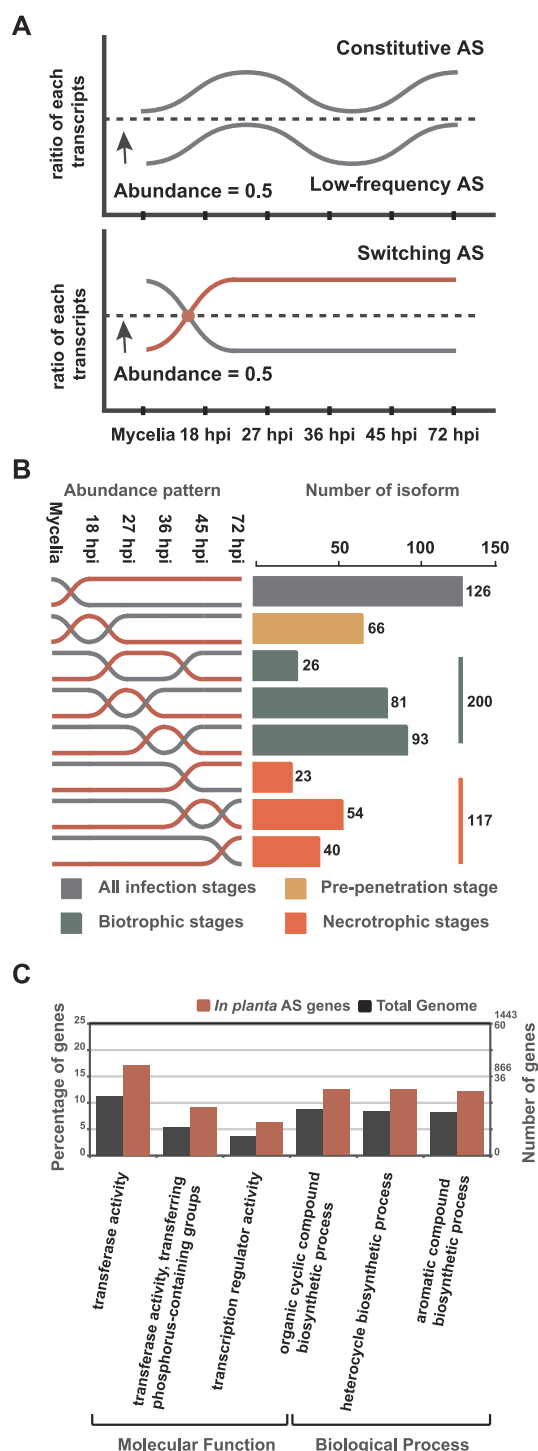 A
raitio of each
transcripts
Constitutive AS
Abundance = 0.5
Low-frequency AS
ratio of each
transcripts
Switching AS
Abundance = 0.5
Mycelia 18 hpi 27 hpi 36 hpi 45 hpi 72 hpi
B
Abundance pattern
Number of isoform
Mycelia
18 hpi
27 hpi
36 hpi
45 hpi
72 hpi
50 100 150
126
66
26
81
93
200
23
54
40
117
All infection stages
Pre-penetration stage
Biotrophic stages
Necrotrophic stages
C
In planta AS genes
Total Genome
Percentage of genes
25
20
15
10
5
0
1443
60
866
36
0
Number of genes
transferase activity
transferase activity, transferring
phosphorus-containing groups
transcription regulator activity
organic cyclic compound
biosynthetic process
heterocycle biosynthetic process
aromatic compound
biosynthetic process
Molecular Function
Biological Process